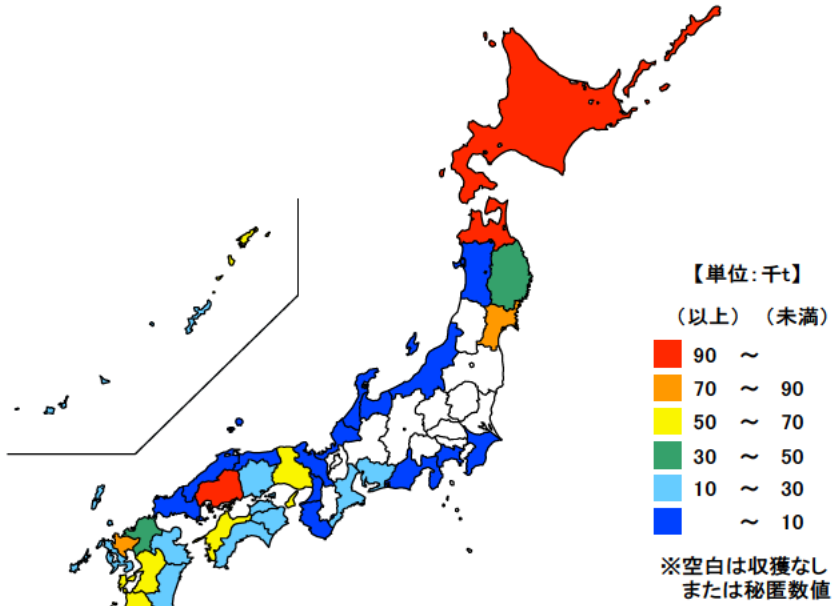 【単位:千t】
(以上) (未満)
90 ～
70 ～ 90
50 ～ 70
30 ～ 50
10 ～ 30
～ 10
※空白は収獲なし
または秘匿数値